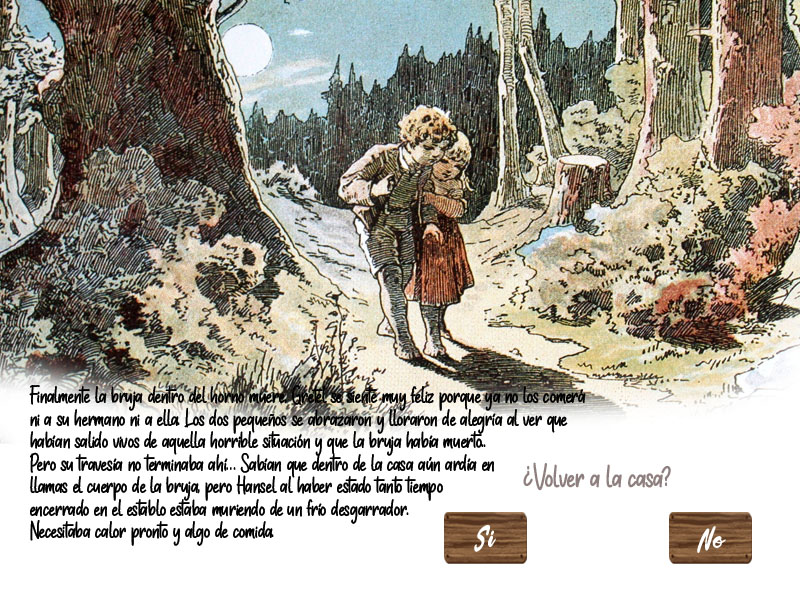 Finalmente la bruja dentro del horno muere. Gretel se siente muy feliz porque ya no los comerá
ni a su hermano ni a ella. Los dos pequeños se abrazaron y lloraron de alegría al ver que
habían salido vivos de aquella horrible situación y que la bruja había muerto..
Pero su travesía no terminaba ahí... Sabían que dentro de la casa aún ardía en
llamas el cuerpo de la bruja, pero Hansel al haber estado tanto tiempo
encerrado en el establo estaba muriendo de un frío desgarrador.
Necesitaba calor pronto y algo de comida.
¿Volver a la casa?
Si
No